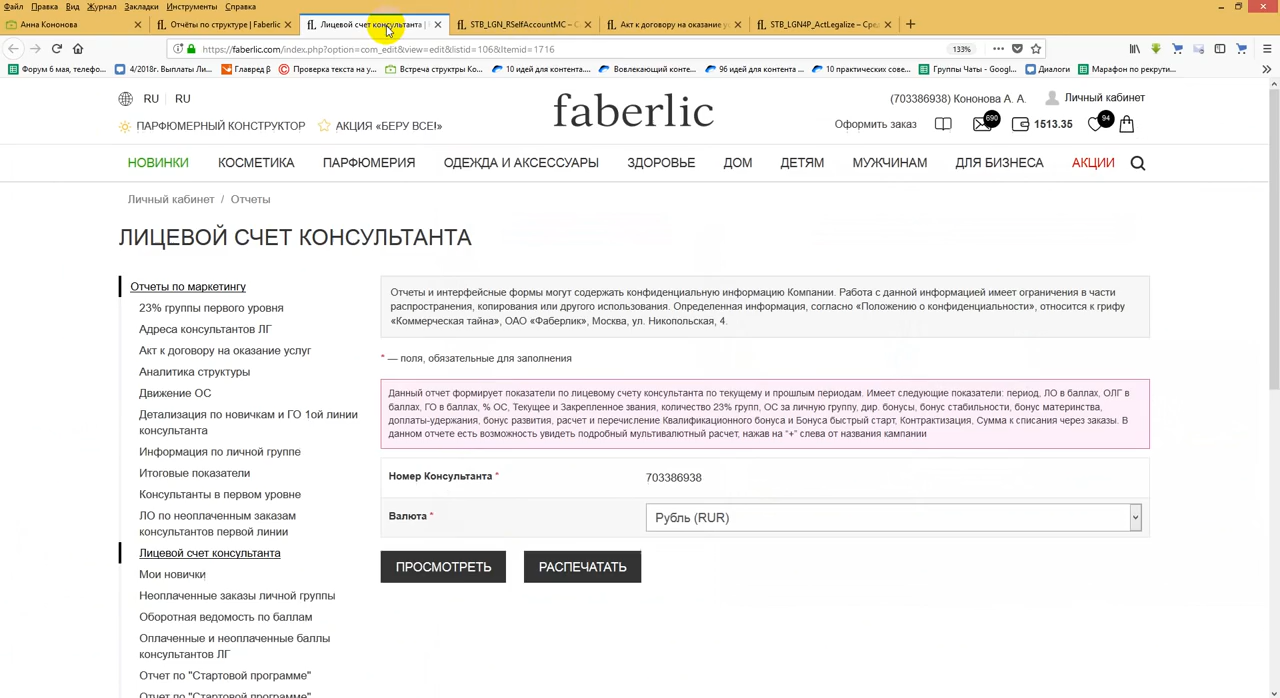 Файл Правка Вид Журнал Закладки Инструменты Справка
Анна Кононова
Отчёты по структуре | Faberlic
Лицевой счет консультанта |
STB_LGN_RSelfAccountMC – С
Акт к договору на оказание у
STB_LGN4P_ActLegalize – Сре
https://faberlic.com/index.php?option=com_edit&view=edit&listid=106&Itemid=1716
133%
Форум 6 мая, телефо...
4/2018г. Выплаты Ли...
Главред β
Проверка текста на у...
Встреча структры Ко...
10 идей для контента....
Вовлекающий конте...
96 идей для контента ...
10 практических сове...
Группы Чаты - Googl...
Диалоги
Марафон по рекрути...
RU RU
faberlic
(703386938) Кононова А. А. Личный кабинет
ПАРФЮМЕРНЫЙ КОНСТРУКТОР
АКЦИЯ «БЕРУ ВСЕ!»
Оформить заказ 690 1513.35 94
НОВИНКИ КОСМЕТИКА ПАРФЮМЕРИЯ ОДЕЖДА И АКСЕССУАРЫ ЗДОРОВЬЕ ДОМ ДЕТЯМ МУЖЧИНАМ ДЛЯ БИЗНЕСА АКЦИИ
Личный кабинет / Отчеты
ЛИЦЕВОЙ СЧЕТ КОНСУЛЬТАНТА
Отчеты по маркетингу
23% группы первого уровня
Адреса консультантов ЛГ
Акт к договору на оказание услуг
Аналитика структуры
Движение ОС
Детализация по новичкам и ГО 1ой линии
консультанта
Информация по личной группе
Итоговые показатели
Консультанты в первом уровне
ЛО по неоплаченным заказам
консультантов первой линии
Лицевой счет консультанта
Мои новички
Неоплаченные заказы личной группы
Оборотная ведомость по баллам
Оплаченные и неоплаченные баллы
консультантов ЛГ
Отчет по "Стартовой программе"
Отчет по "Стартовой программе"
Отчеты и интерфейсные формы могут содержать конфиденциальную информацию Компании. Работа с данной информацией имеет ограничения в части
распространения, копирования или другого использования. Определенная информация, согласно «Положению о конфиденциальности», относится к грифу
«Коммерческая тайна», ОАО «Фаберлик», Москва, ул. Никопольская, 4.
* — поля, обязательные для заполнения
Данный отчет формирует показатели по лицевому счету консультанта по текущему и прошлым периодам. Имеет следующие показатели: период, ЛО в баллах, ОЛГ в
баллах, ГО в баллах, % ОС, Текущее и Закрепленное звания, количество 23% групп, ОС за личную группу, дир. бонусы, бонус стабильности, бонус материнства,
доплаты-удержания, бонус развития, расчет и перечисление Квалификационного бонуса и Бонуса быстрый старт, Контрактизация, Сумма к списания через заказы. В
данном отчете есть возможность увидеть подробный мультивалютный расчет, нажав на "+" слева от названия кампании
Номер Консультанта * 703386938
Валюта * Рубль (RUR)
ПРОСМОТРЕТЬ РАСПЕЧАТАТЬ